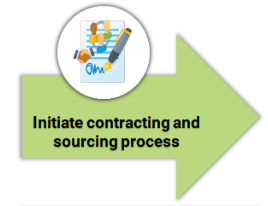 Initiate contracting and
sourcing process